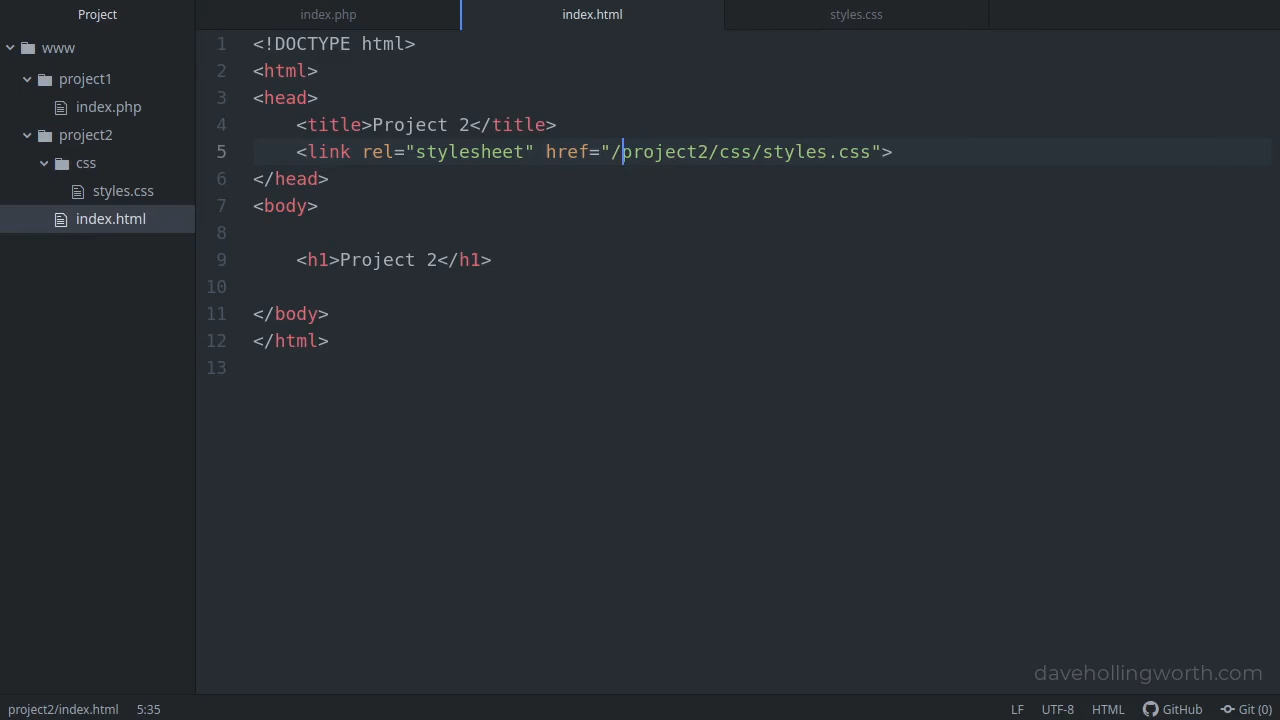 Project
index.php
index.html
styles.css
www
project1
index.php
project2
css
styles.css
index.html
1 <!DOCTYPE html>
2 <html>
3 <head>
4 <title>Project 2</title>
5 <link rel="stylesheet" href="/project2/css/styles.css">
6 </head>
7 <body>
8
9 <h1>Project 2</h1>
10
11 </body>
12 </html>
13
davehollingworth.com
project2/index.html 5:35 LF UTF-8 HTML GitHub Git (0)